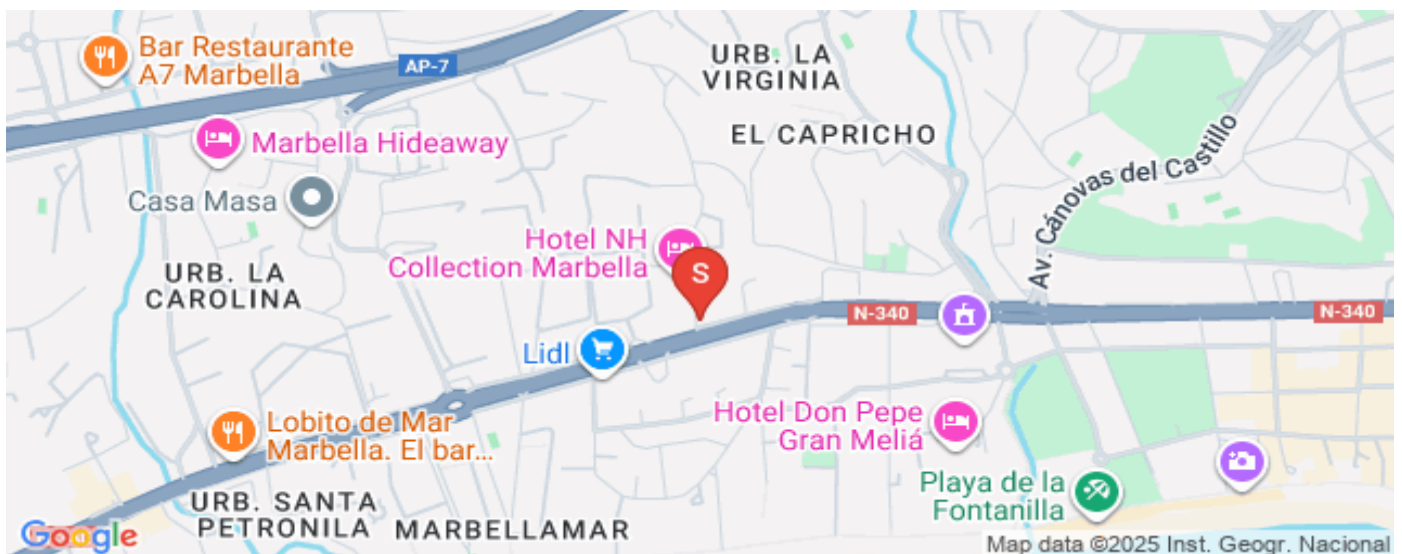 Bar Restaurante
A7 Marbella
AP-7
URB. LA
VIRGINIA
EL CAPRICHO
Marbella Hideaway
Casa Masa
Av. Cánovas del Castillo
Hotel NH
Collection Marbella
S
URB. LA
CAROLINA
N-340
N-340
Lidl
Lobito de Mar
Marbella. El bar...
Hotel Don Pepe
Gran Meliá
Playa de la
Fontanilla
URB. SANTA
PETRONILA
MARBELLAMAR
Google
Map data ©2025 Inst. Geogr. Nacional